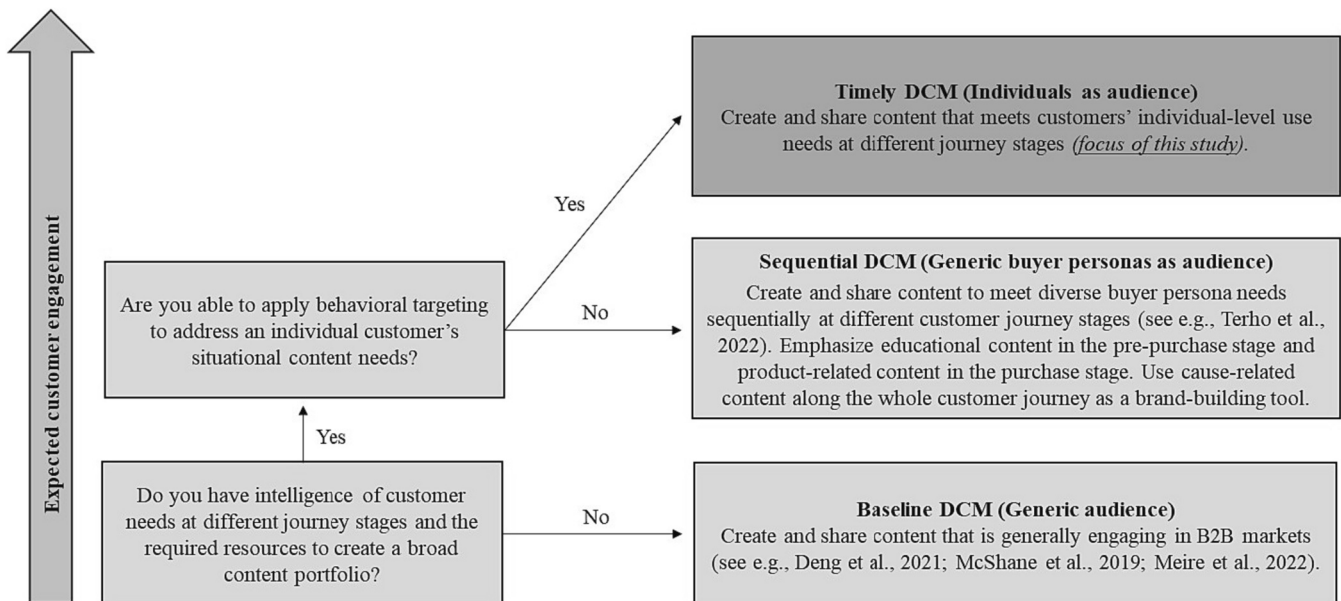 Expected customer engagement
Timely DCM (Individuals as audience)
Create and share content that meets customers’ individual-level use
needs at different journey stages (focus of this study).
Yes
Are you able to apply behavioral targeting
to address an individual customer’s
situational content needs?
No
Sequential DCM (Generic buyer personas as audience)
Create and share content to meet diverse buyer persona needs
sequentially at different customer journey stages (see e.g., Terho et al.,
2022). Emphasize educational content in the pre-purchase stage and
product-related content in the purchase stage. Use cause-related
content along the whole customer journey as a brand-building tool.
Yes
Do you have intelligence of customer
needs at different journey stages and the
required resources to create a broad
content portfolio?
No
Baseline DCM (Generic audience)
Create and share content that is generally engaging in B2B markets
(see e.g., Deng et al., 2021; McShane et al., 2019; Meire et al., 2022).